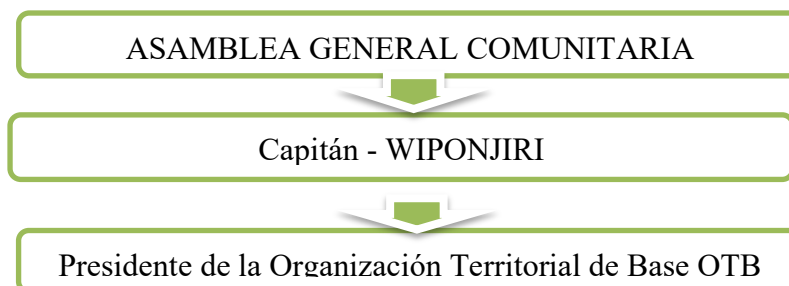 ASAMBLEA GENERAL COMUNITARIA
Capitán - WIPONJIRI
Presidente de la Organización Territorial de Base OTB